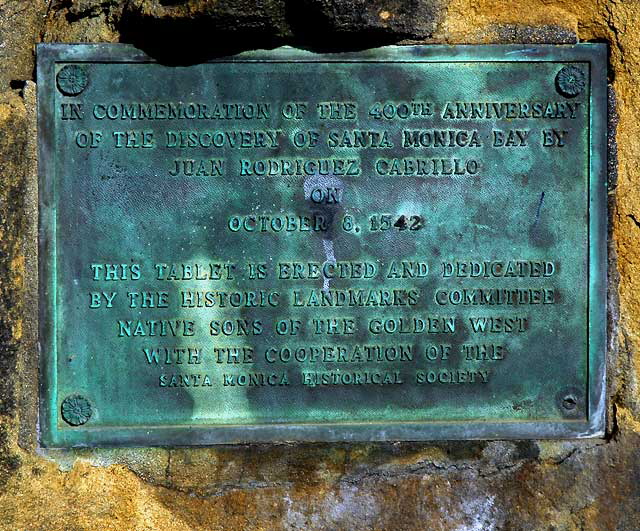 IN COMMEMORATION OF THE 400TH ANNIVERSARY
OF THE DISCOVERY OF SANTA MONICA BAY BY
JUAN RODRIGUEZ CABRILLO
ON
OCTOBER 8, 1542
THIS TABLET IS ERECTED AND DEDICATED
BY THE HISTORIC LANDMARKS COMMITTEE
NATIVE SONS OF THE GOLDEN WEST
WITH THE COOPERATION OF THE
SANTA MONICA HISTORICAL SOCIETY